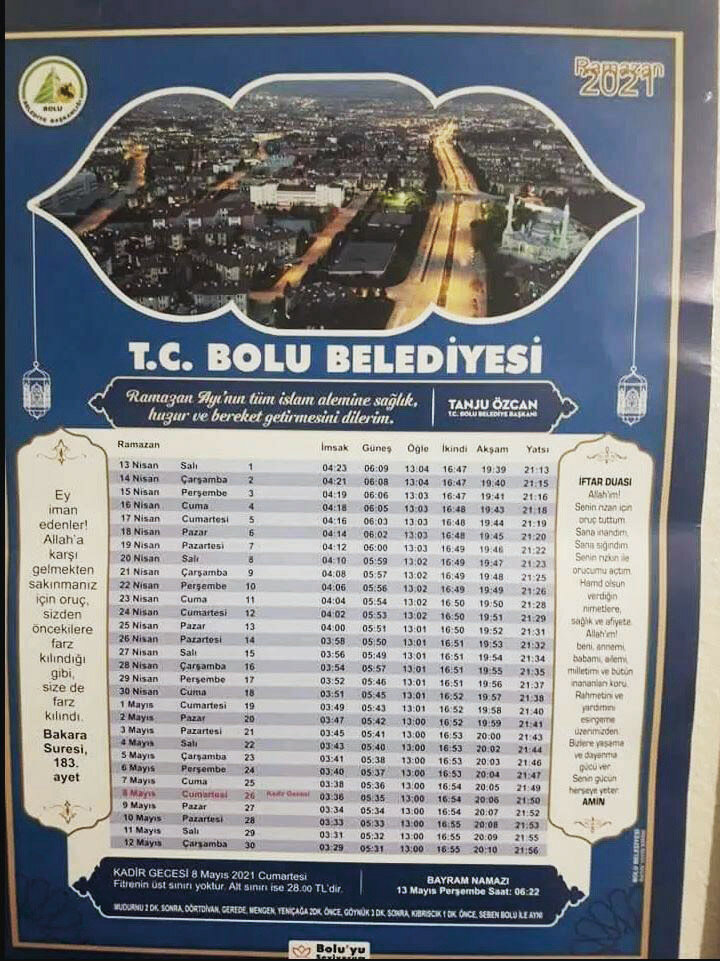 BOLU
BELEDİYE BAŞKANLIĞI
Ramazan
2021
T.C. BOLU BELEDİYESİ
Ramazan Ayı'nın tüm islam alemine sağlık,
huzur ve bereket getirmesini dilerim.
TANJU ÖZCAN
T.C. BOLU BELEDİYE BAŞKANI
Ey
iman
edenler!
Allah'a
karşı
gelmekten
sakınmanız
için oruç,
sizden
öncekilere
farz
kılındığı
gibi,
size de
farz
kılındı.
Bakara
Suresi,
183.
ayet
Ramazan İmsak Güneş Öğle İkindi Akşam Yatsı
13 Nisan Salı 1 04:23 06:09 13:04 16:47 19:39 21:13
14 Nisan Çarşamba 2 04:21 06:08 13:04 16:47 19:40 21:15
15 Nisan Perşembe 3 04:19 06:06 13:03 16:47 19:41 21:16
16 Nisan Cuma 4 04:18 06:05 13:03 16:48 19:43 21:18
17 Nisan Cumartesi 5 04:16 06:03 13:03 16:48 19:44 21:19
18 Nisan Pazar 6 04:14 06:02 13:03 16:48 19:45 21:20
19 Nisan Pazartesi 7 04:12 06:00 13:03 16:49 19:46 21:22
20 Nisan Salı 8 04:10 05:59 13:02 16:49 19:47 21:23
21 Nisan Çarşamba 9 04:08 05:57 13:02 16:49 19:48 21:25
22 Nisan Perşembe 10 04:06 05:56 13:02 16:49 19:49 21:26
23 Nisan Cuma 11 04:04 05:54 13:02 16:50 19:50 21:28
24 Nisan Cumartesi 12 04:02 05:53 13:02 16:50 19:51 21:29
25 Nisan Pazar 13 04:00 05:51 13:01 16:50 19:52 21:31
26 Nisan Pazartesi 14 03:58 05:50 13:01 16:51 19:53 21:32
27 Nisan Salı 15 03:56 05:49 13:01 16:51 19:54 21:34
28 Nisan Çarşamba 16 03:54 05:57 13:01 16:51 19:55 21:35
29 Nisan Perşembe 17 03:52 05:46 13:01 16:51 19:56 21:37
30 Nisan Cuma 18 03:51 05:45 13:01 16:52 19:57 21:38
1 Mayıs Cumartesi 19 03:49 05:43 13:01 16:52 19:58 21:40
2 Mayıs Pazar 20 03:47 05:42 13:00 16:52 19:59 21:41
3 Mayıs Pazartesi 21 03:45 05:41 13:00 16:53 20:00 21:43
4 Mayıs Salı 22 03:43 05:40 13:00 16:53 20:02 21:44
5 Mayıs Çarşamba 23 03:41 05:38 13:00 16:53 20:03 21:46
6 Mayıs Perşembe 24 03:40 05:37 13:00 16:53 20:04 21:47
7 Mayıs Cuma 25 03:38 05:36 13:00 16:54 20:05 21:49
8 Mayıs Cumartesi 26 Kadir Gecesi 03:36 05:35 13:00 16:54 20:06 21:50
9 Mayıs Pazar 27 03:34 05:34 13:00 16:54 20:07 21:52
10 Mayıs Pazartesi 28 03:33 05:33 13:00 16:55 20:08 21:53
11 Mayıs Salı 29 03:31 05:32 13:00 16:55 20:09 21:55
12 Mayıs Çarşamba 30 03:29 05:31 13:00 16:55 20:10 21:56
İFTAR DUASI
Allah'ım!
Senin rızan için
oruç tuttum.
Sana inandım,
Sana sığındım.
Senin rızkın ile
orucumu açtım.
Hamd olsun
verdiğin
nimetlere,
sağlık ve afiyete.
Allah'ım!
beni, annemi,
babamı, ailemi,
milletimi ve bütün
inananları koru.
Rahmetini ve
yardımını
esirgeme
üzerimizden.
Bizlere yaşama
ve dayanma
gücü ver.
Senin gücün
herşeye yeter.
AMİN
KADİR GECESİ 8 Mayıs 2021 Cumartesi
Fitrenin üst sınırı yoktur. Alt sınırı ise 28.00 TL'dir.
BAYRAM NAMAZI
13 Mayıs Perşembe Saat: 06:22
MUDURNU 2 DK. SONRA, DÖRTDİVAN, GEREDE, MENGEN, YENİÇAĞA 2DK. ÖNCE, GÖYNÜK 3 DK. SONRA, KIBRISCIK 1 DK. ÖNCE, SEBEN BOLU İLE AYNI
BOLU BELEDİYESİ
Bolu'yu
Seviyorum